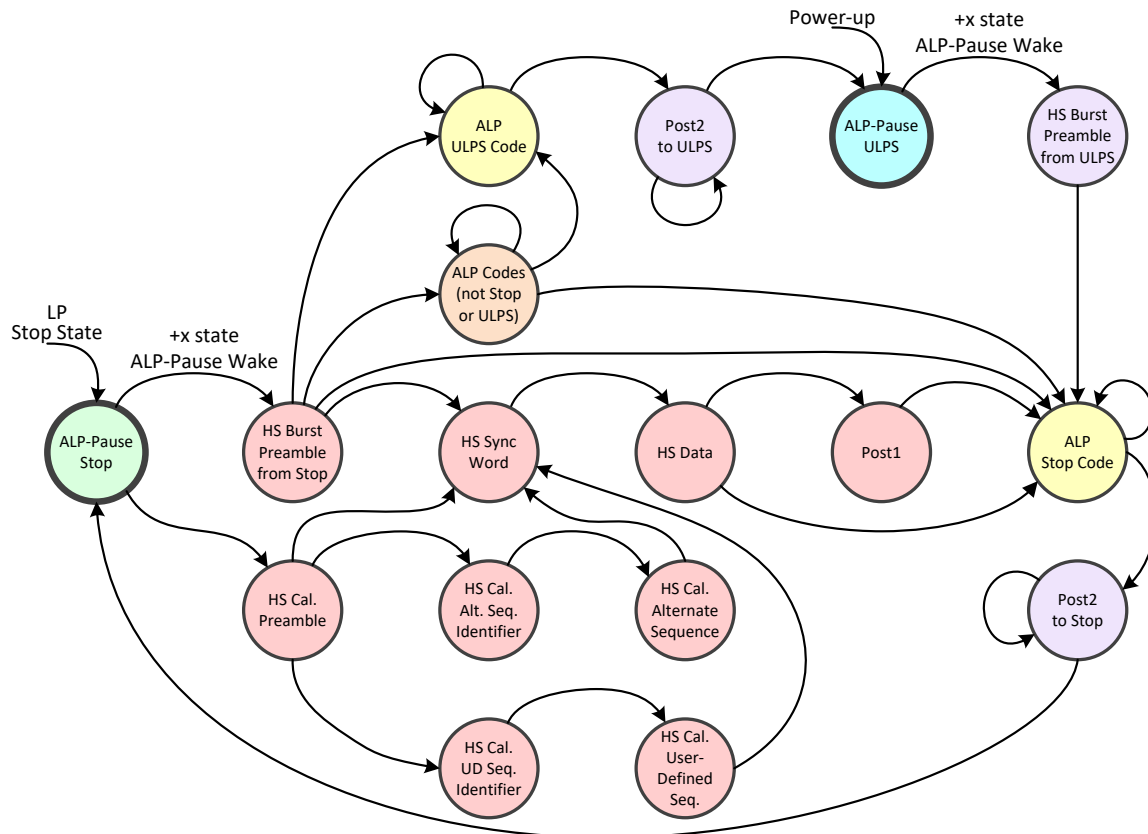 Power-up
+x state
ALP-Pause Wake
ALP
ULPS Code
Post2
to ULPS
ALP-Pause
ULPS
HS Burst
Preamble
from ULPS
ALP Codes
(not Stop
or ULPS)
LP
Stop State
+x state
ALP-Pause Wake
ALP-Pause
Stop
HS Burst
Preamble
from Stop
HS Sync
Word
HS Data
Post1
ALP
Stop Code
HS Cal.
Preamble
HS Cal.
Alt. Seq.
Identifier
HS Cal.
Alternate
Sequence
Post2
to Stop
HS Cal.
UD Seq.
Identifier
HS Cal.
User-
Defined
Seq.